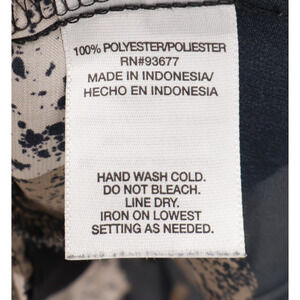 100% POLYESTER/POLIESTER
RN#93677
MADE IN INDONESIA/
HECHO EN INDONESIA
HAND WASH COLD.
DO NOT BLEACH.
LINE DRY.
IRON ON LOWEST
SETTING AS NEEDED.